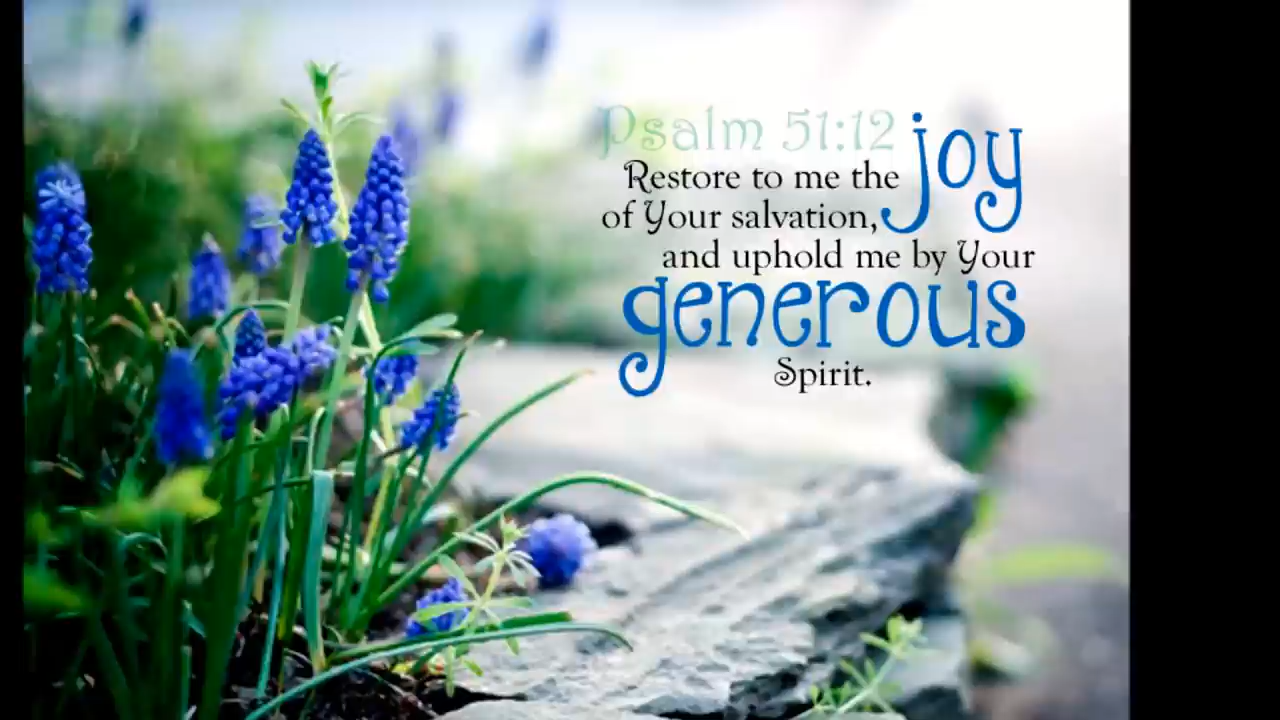 Psalm 51:12
Restore to me the joy
of Your salvation,
and uphold me by Your
generous
Spirit.